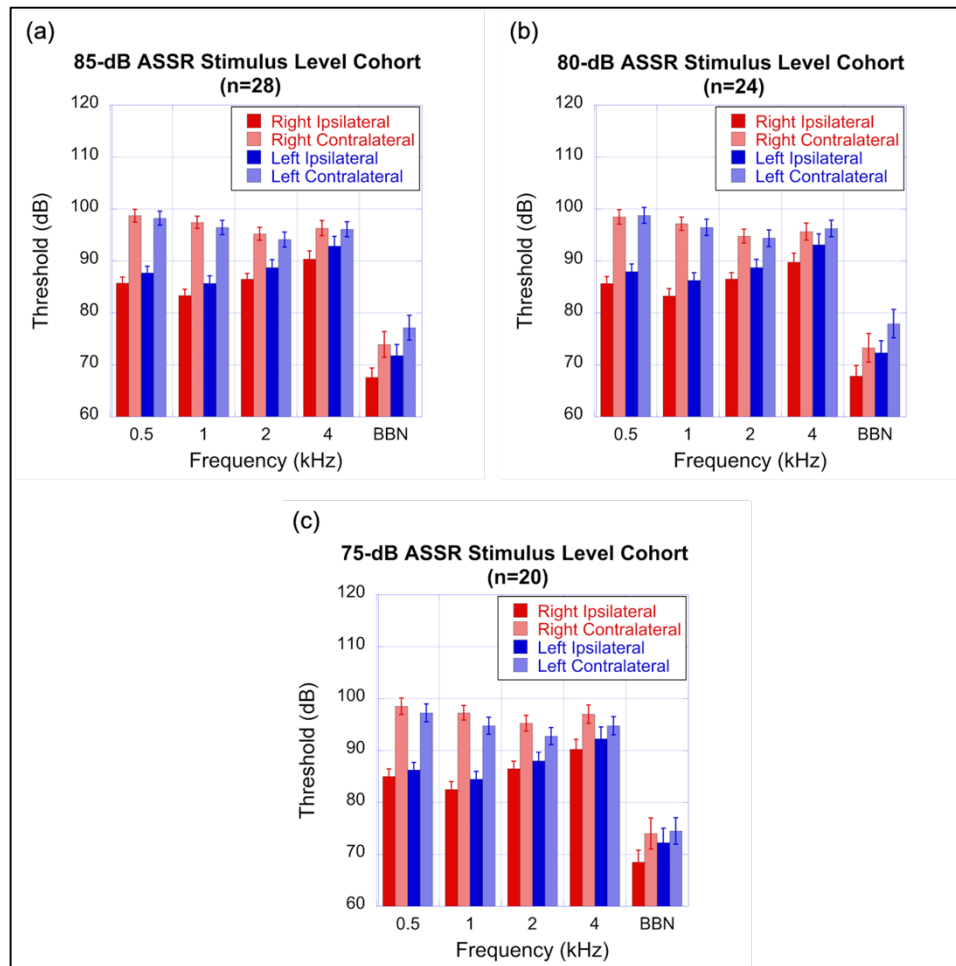 (a)
85-dB ASSR Stimulus Level Cohort
(n=28)
120
110
100
90
80
70
60
Threshold (dB)
Right Ipsilateral
Right Contralateral
Left Ipsilateral
Left Contralateral
0.5 1 2 4 BBN
Frequency (kHz)
(b)
80-dB ASSR Stimulus Level Cohort
(n=24)
120
110
100
90
80
70
60
Threshold (dB)
Right Ipsilateral
Right Contralateral
Left Ipsilateral
Left Contralateral
0.5 1 2 4 BBN
Frequency (kHz)
(c)
75-dB ASSR Stimulus Level Cohort
(n=20)
120
110
100
90
80
70
60
Threshold (dB)
Right Ipsilateral
Right Contralateral
Left Ipsilateral
Left Contralateral
0.5 1 2 4 BBN
Frequency (kHz)